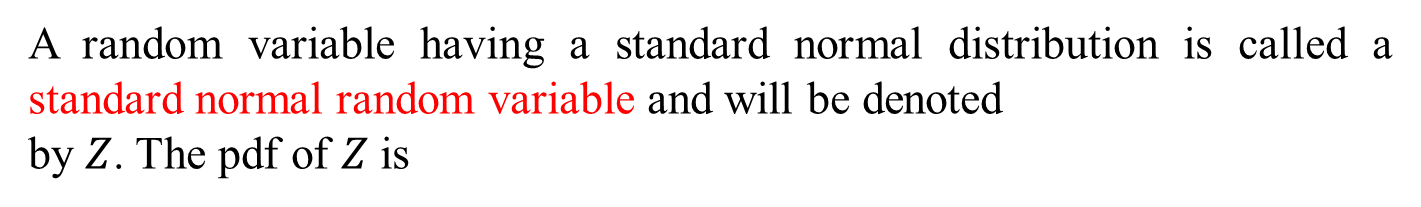 A random variable having a standard normal distribution is called a
standard normal random variable and will be denoted
by Z. The pdf of Z is